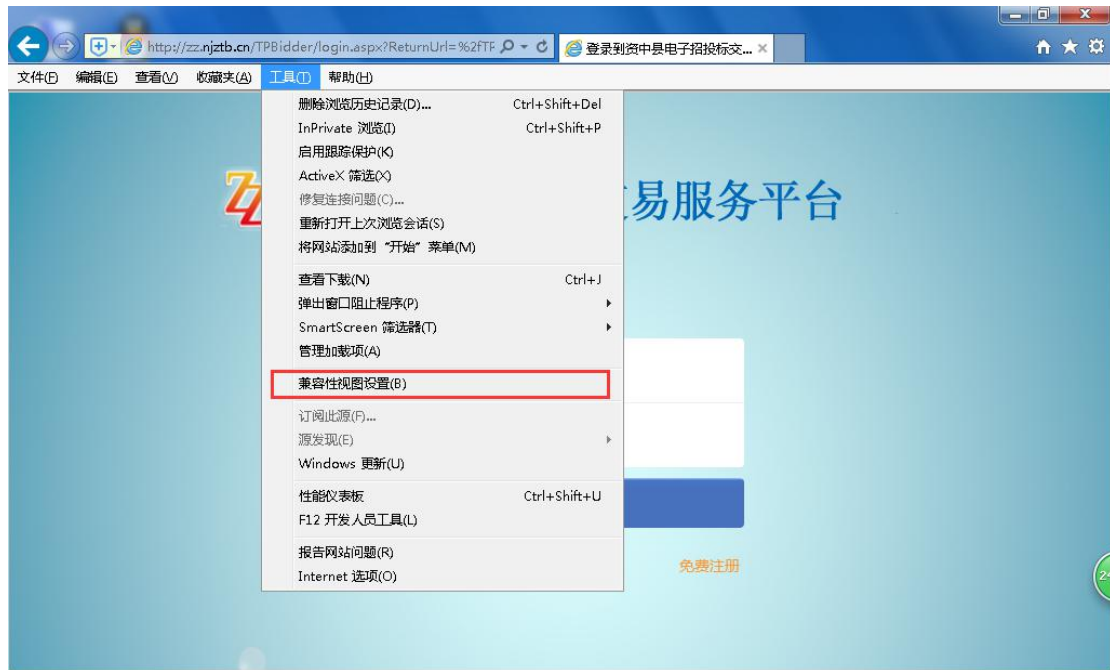 http://zz.njztb.cn/TPBidder/login.aspx?ReturnUrl=%2fTF
登录到资中县电子招投标交...
文件(F) 编辑(E) 查看(V) 收藏夹(A) 工具(T) 帮助(H)
删除浏览历史记录(D)... Ctrl+Shift+Del
InPrivate 浏览(I) Ctrl+Shift+P
启用跟踪保护(K)
ActiveX 筛选(X)
修复连接问题(C)...
重新打开上次浏览会话(S)
将网站添加到“开始”菜单(M)
查看下载(N) Ctrl+J
弹出窗口阻止程序(P)
SmartScreen 筛选器(T)
管理加载项(A)
兼容性视图设置(B)
订阅此源(F)...
源发现(E)
Windows 更新(U)
性能仪表板 Ctrl+Shift+U
F12 开发人员工具(L)
报告网站问题(R)
Internet 选项(O)
易服务平台
免费注册